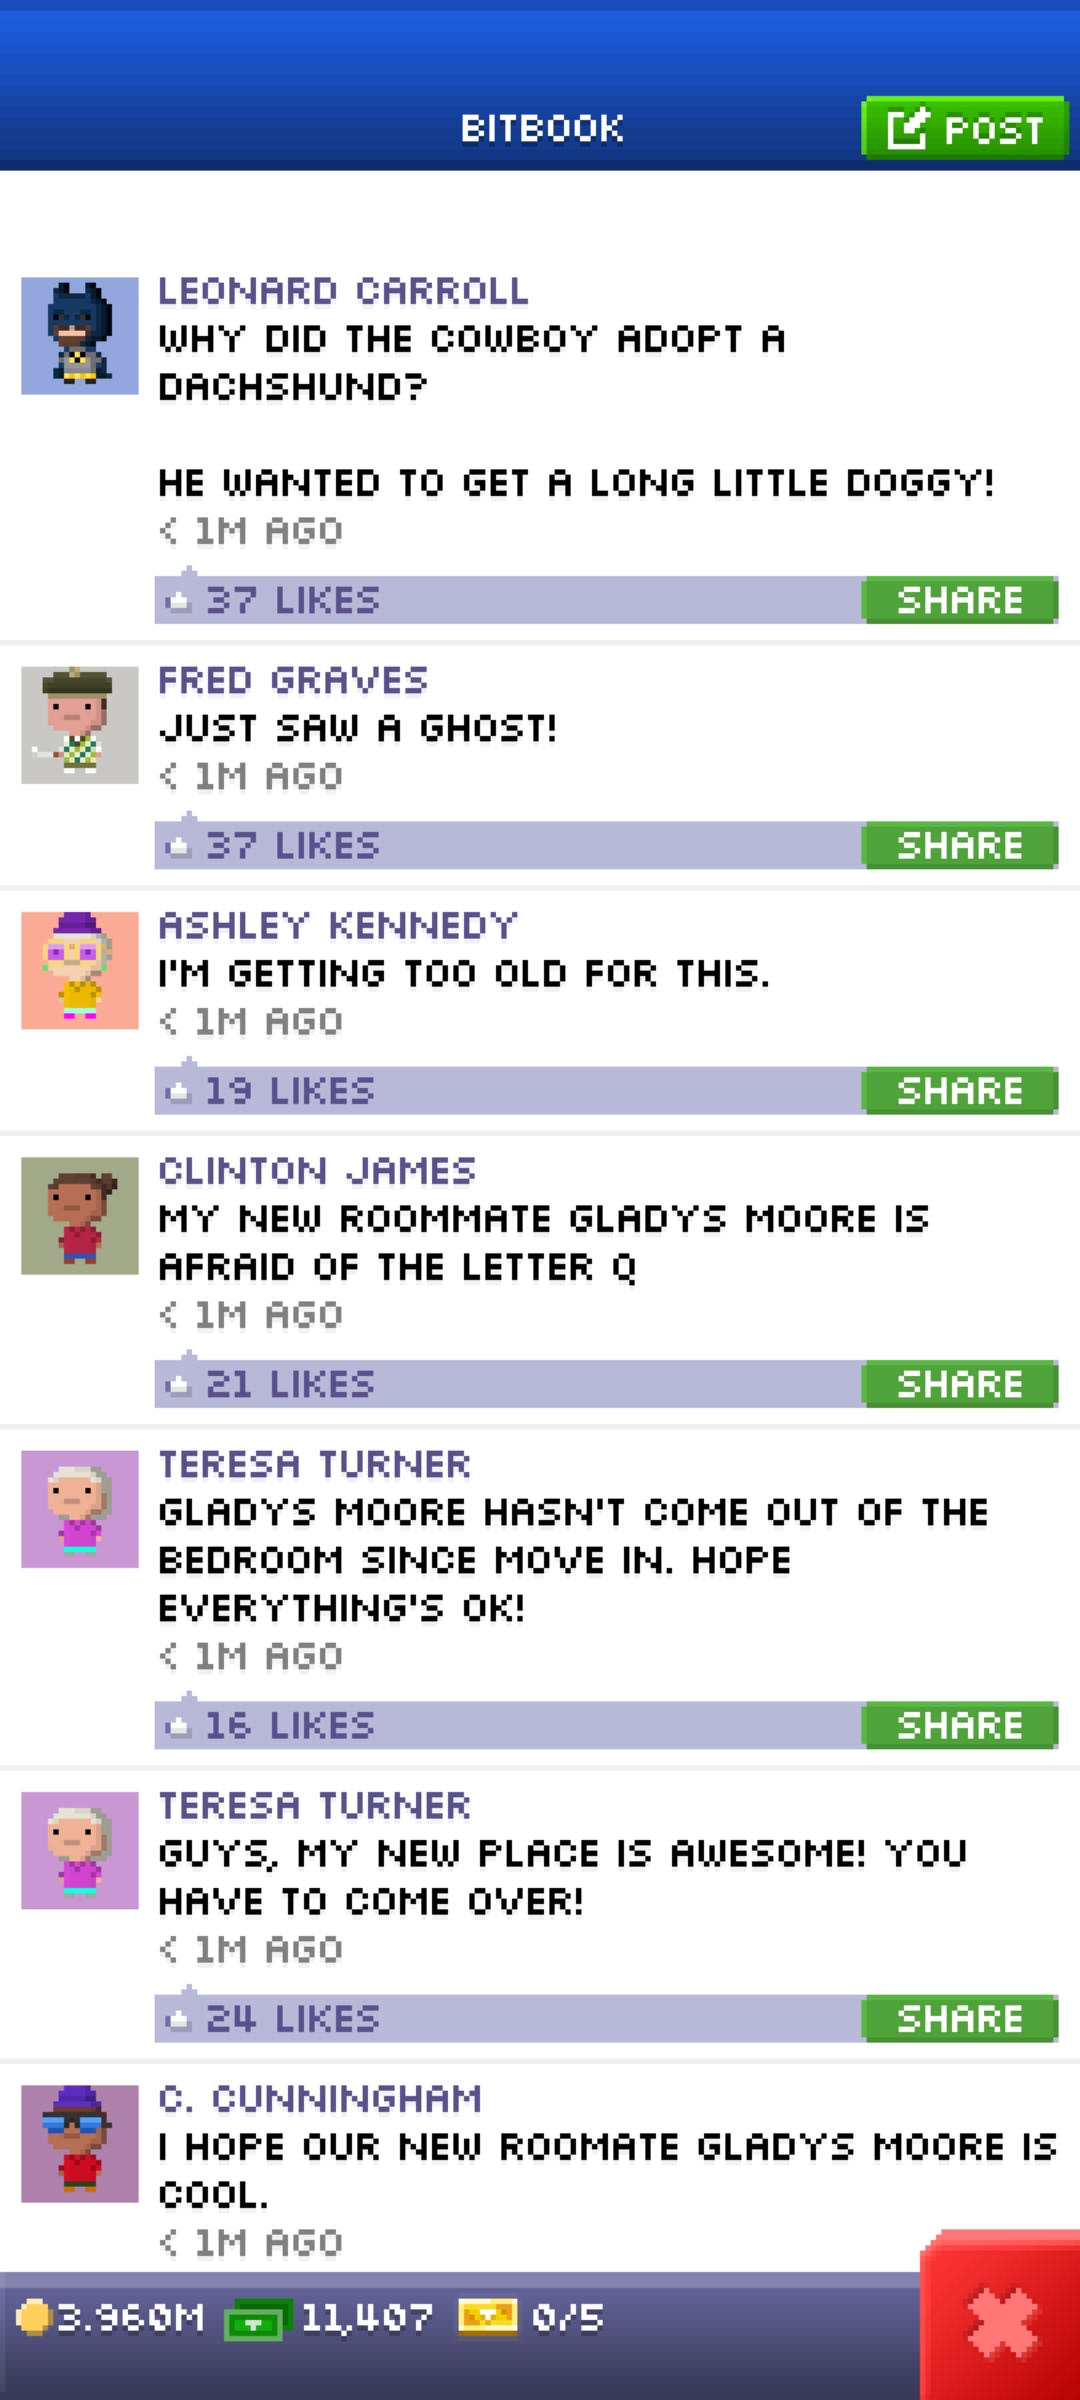 BITBOOK
POST
LEONARD CARROLL
WHY DID THE COWBOY ADOPT A
DACHSHUND?
HE WANTED TO GET A LONG LITTLE DOGGY!
< 1M AGO
37 LIKES
SHARE
FRED GRAVES
JUST SAW A GHOST!
< 1M AGO
37 LIKES
SHARE
ASHLEY KENNEDY
I'M GETTING TOO OLD FOR THIS.
< 1M AGO
19 LIKES
SHARE
CLINTON JAMES
MY NEW ROOMMATE GLADYS MOORE IS
AFRAID OF THE LETTER Q
< 1M AGO
21 LIKES
SHARE
TERESA TURNER
GLADYS MOORE HASN'T COME OUT OF THE
BEDROOM SINCE MOVE IN. HOPE
EVERYTHING'S OK!
< 1M AGO
16 LIKES
SHARE
TERESA TURNER
GUYS, MY NEW PLACE IS AWESOME! YOU
HAVE TO COME OVER!
< 1M AGO
24 LIKES
SHARE
C. CUNNINGHAM
I HOPE OUR NEW ROOMATE GLADYS MOORE IS
COOL.
< 1M AGO
3.960M 11,407 0/5